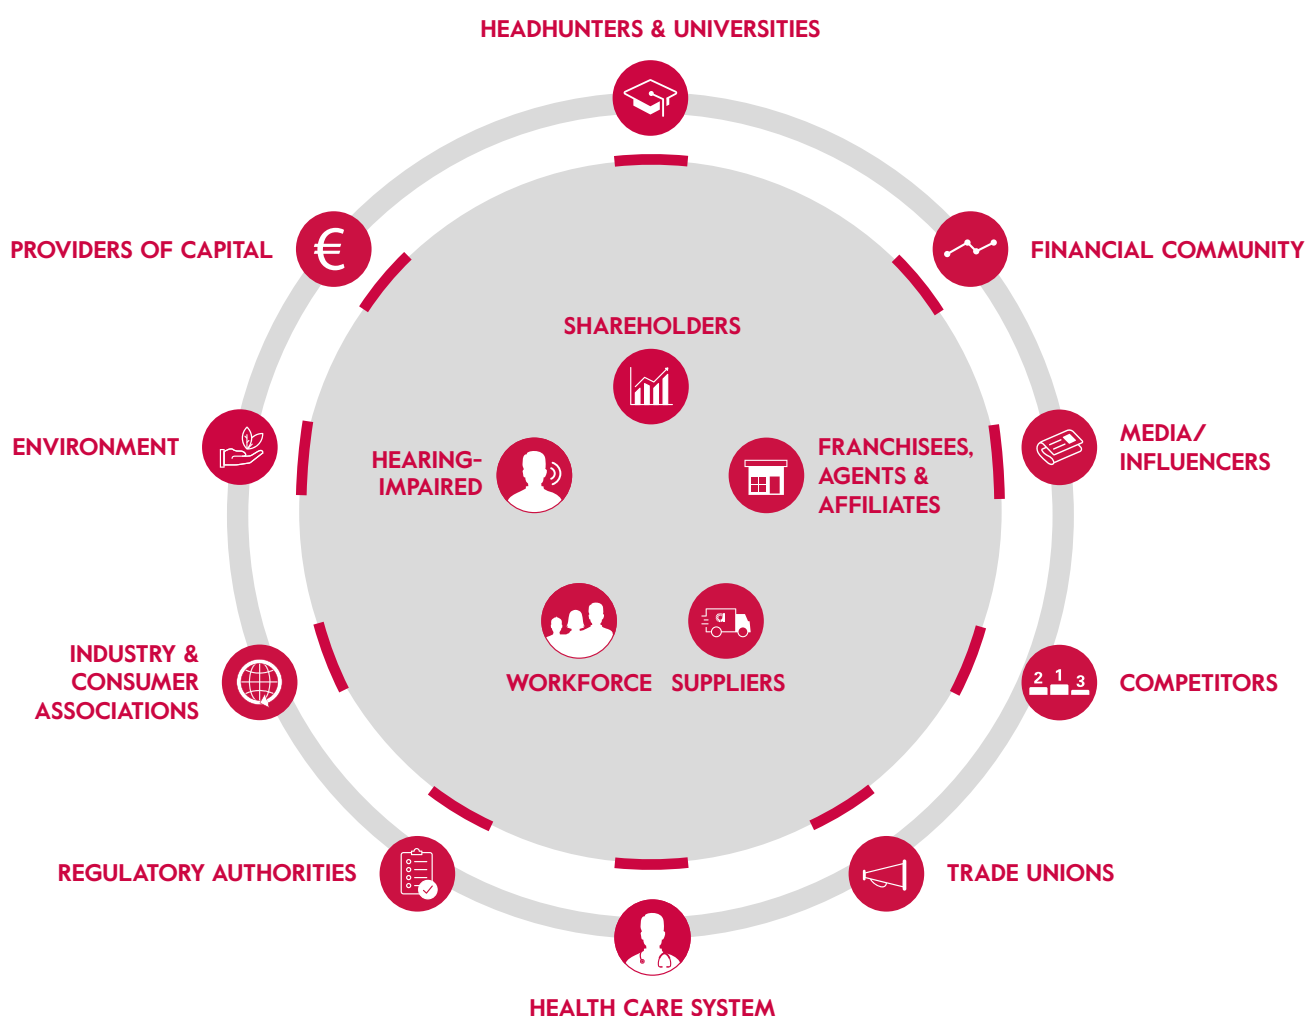 HEADHUNTERS & UNIVERSITIES
PROVIDERS OF CAPITAL
€
FINANCIAL COMMUNITY
SHAREHOLDERS
ENVIRONMENT
HEARING-
IMPAIRED
FRANCHISEES,
AGENTS &
AFFILIATES
MEDIA/
INFLUENCERS
INDUSTRY &
CONSUMER
ASSOCIATIONS
WORKFORCE
a
SUPPLIERS
2 1 3
COMPETITORS
REGULATORY AUTHORITIES
TRADE UNIONS
HEALTH CARE SYSTEM